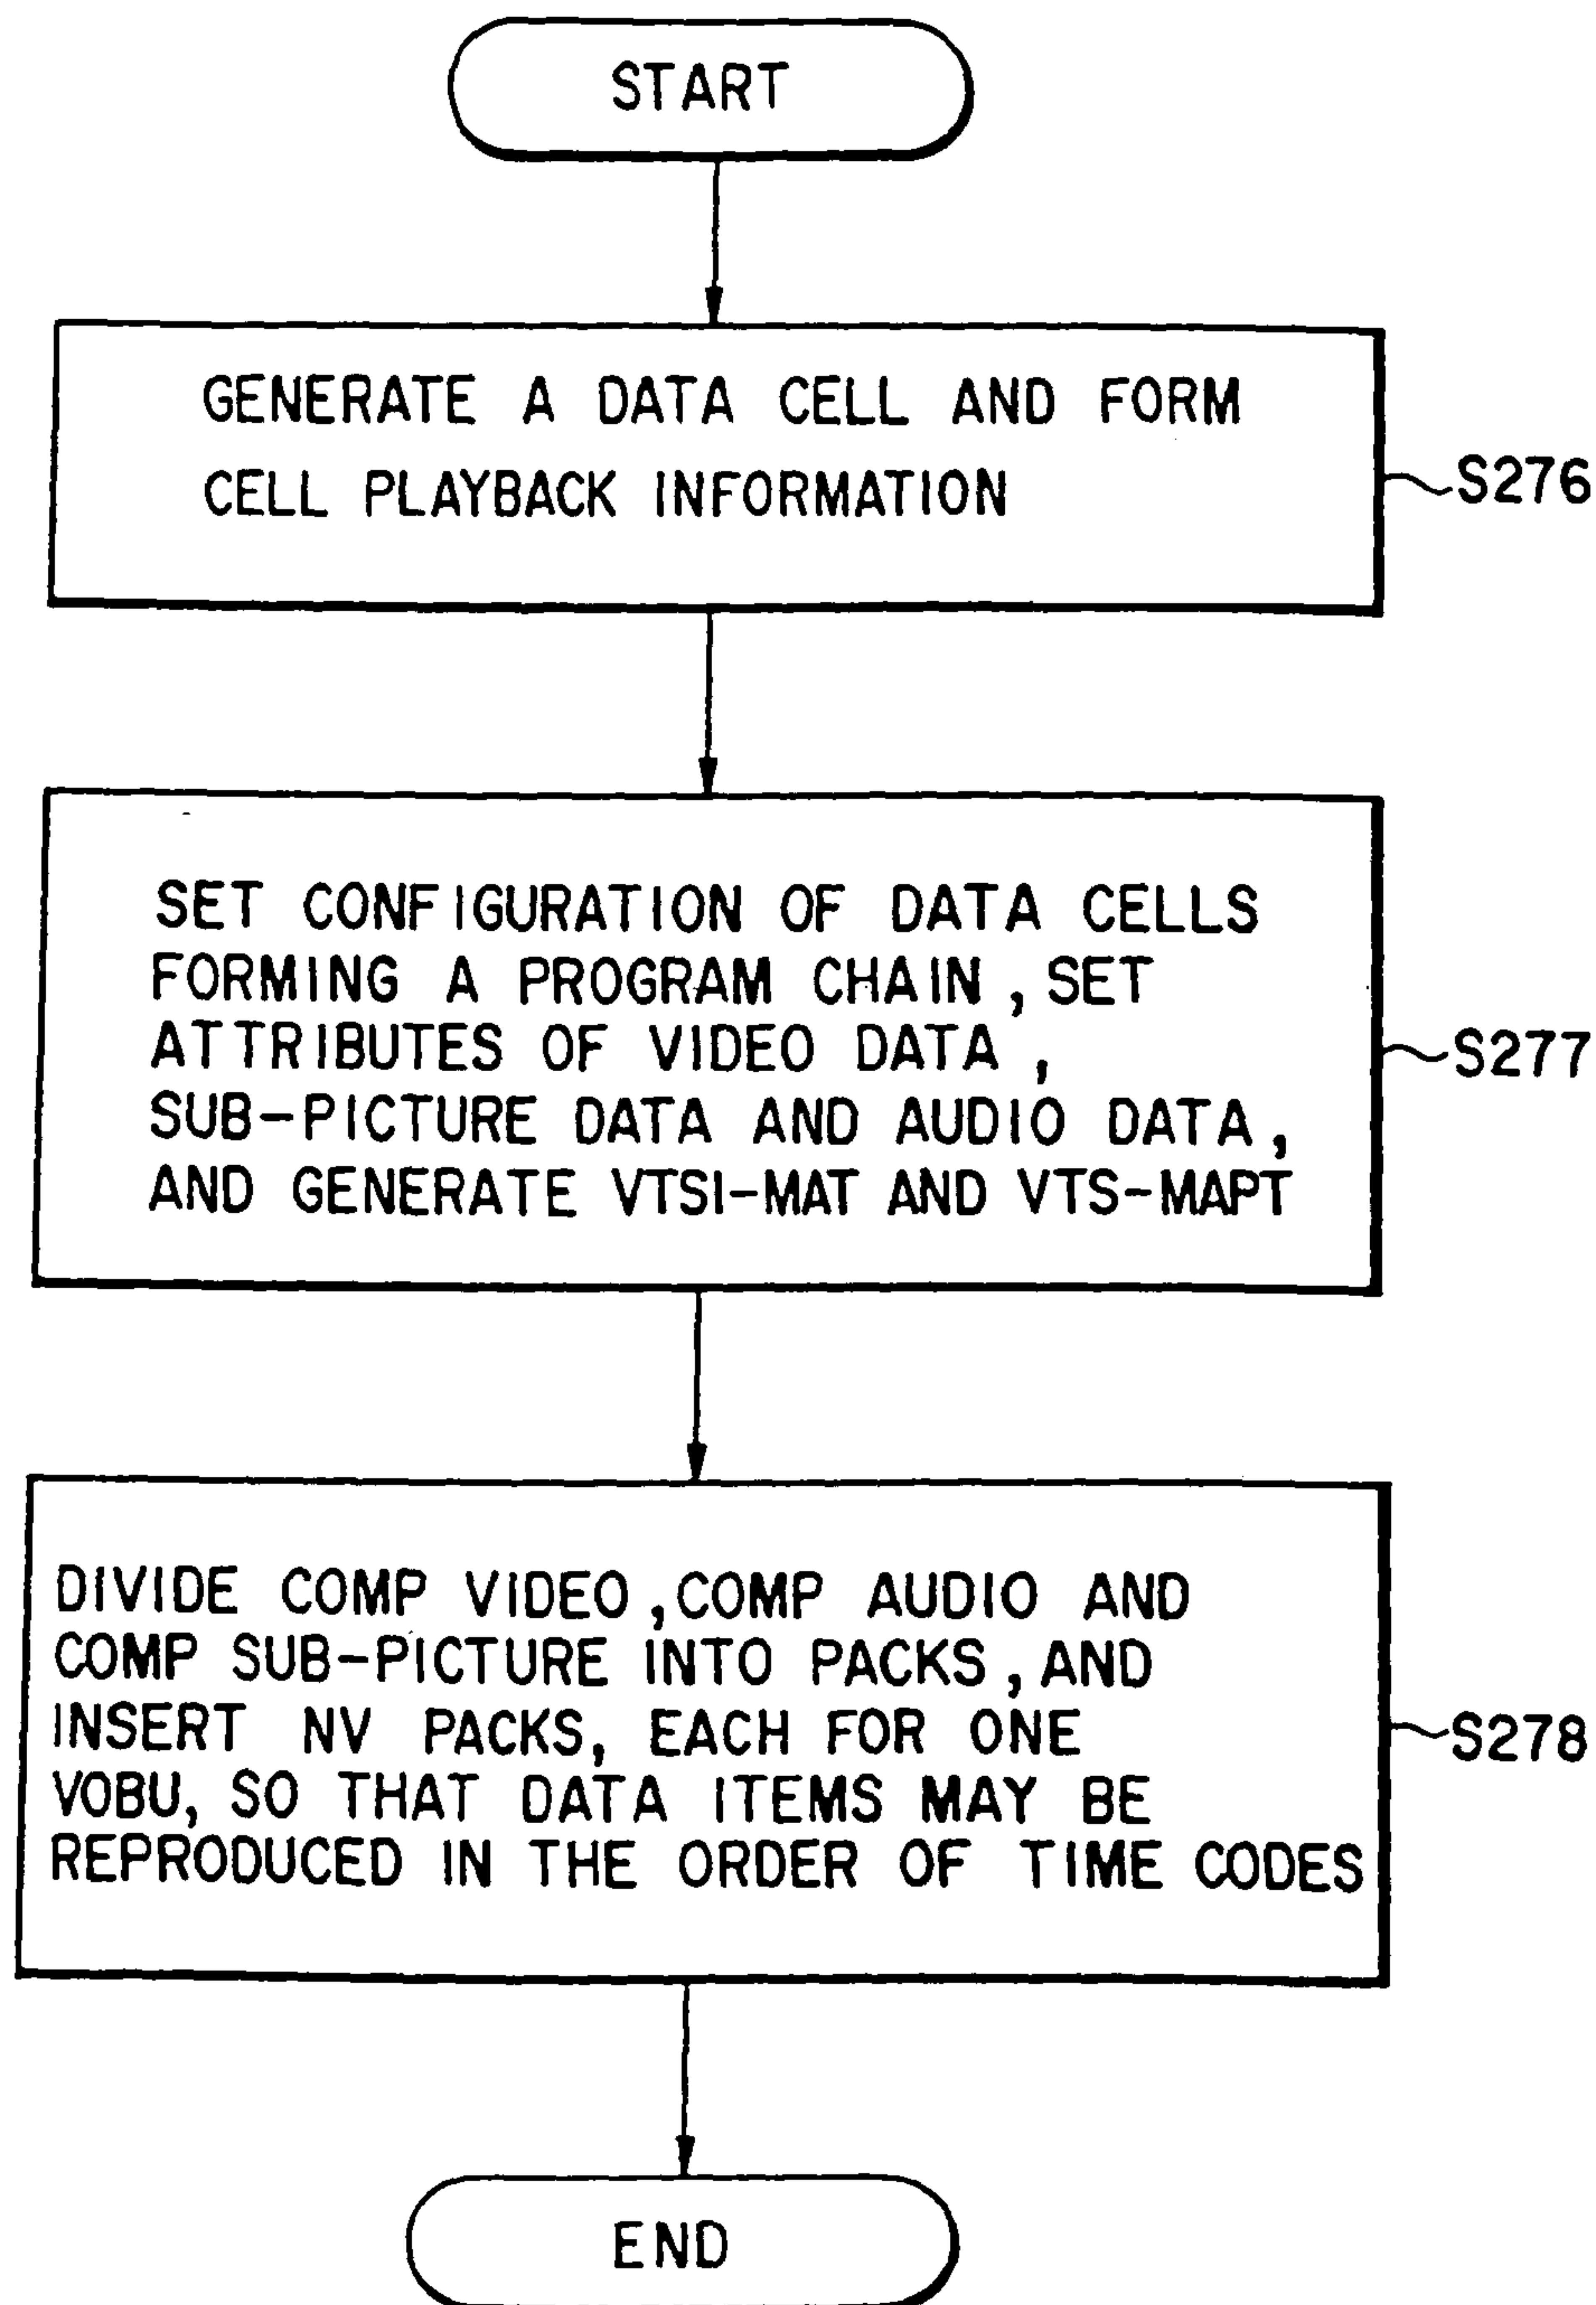 START
GENERATE A DATA CELL AND FORM
CELL PLAYBACK INFORMATION
S276
SET CONFIGURATION OF DATA CELLS
FORMING A PROGRAM CHAIN, SET
ATTRIBUTES OF VIDEO DATA,
SUB-PICTURE DATA AND AUDIO DATA,
AND GENERATE VTSI-MAT AND VTS-MAPT
S277
DIVIDE COMP VIDEO, COMP AUDIO AND
COMP SUB-PICTURE INTO PACKS, AND
INSERT NV PACKS, EACH FOR ONE
VOBU, SO THAT DATA ITEMS MAY BE
REPRODUCED IN THE ORDER OF TIME CODES
S278
END